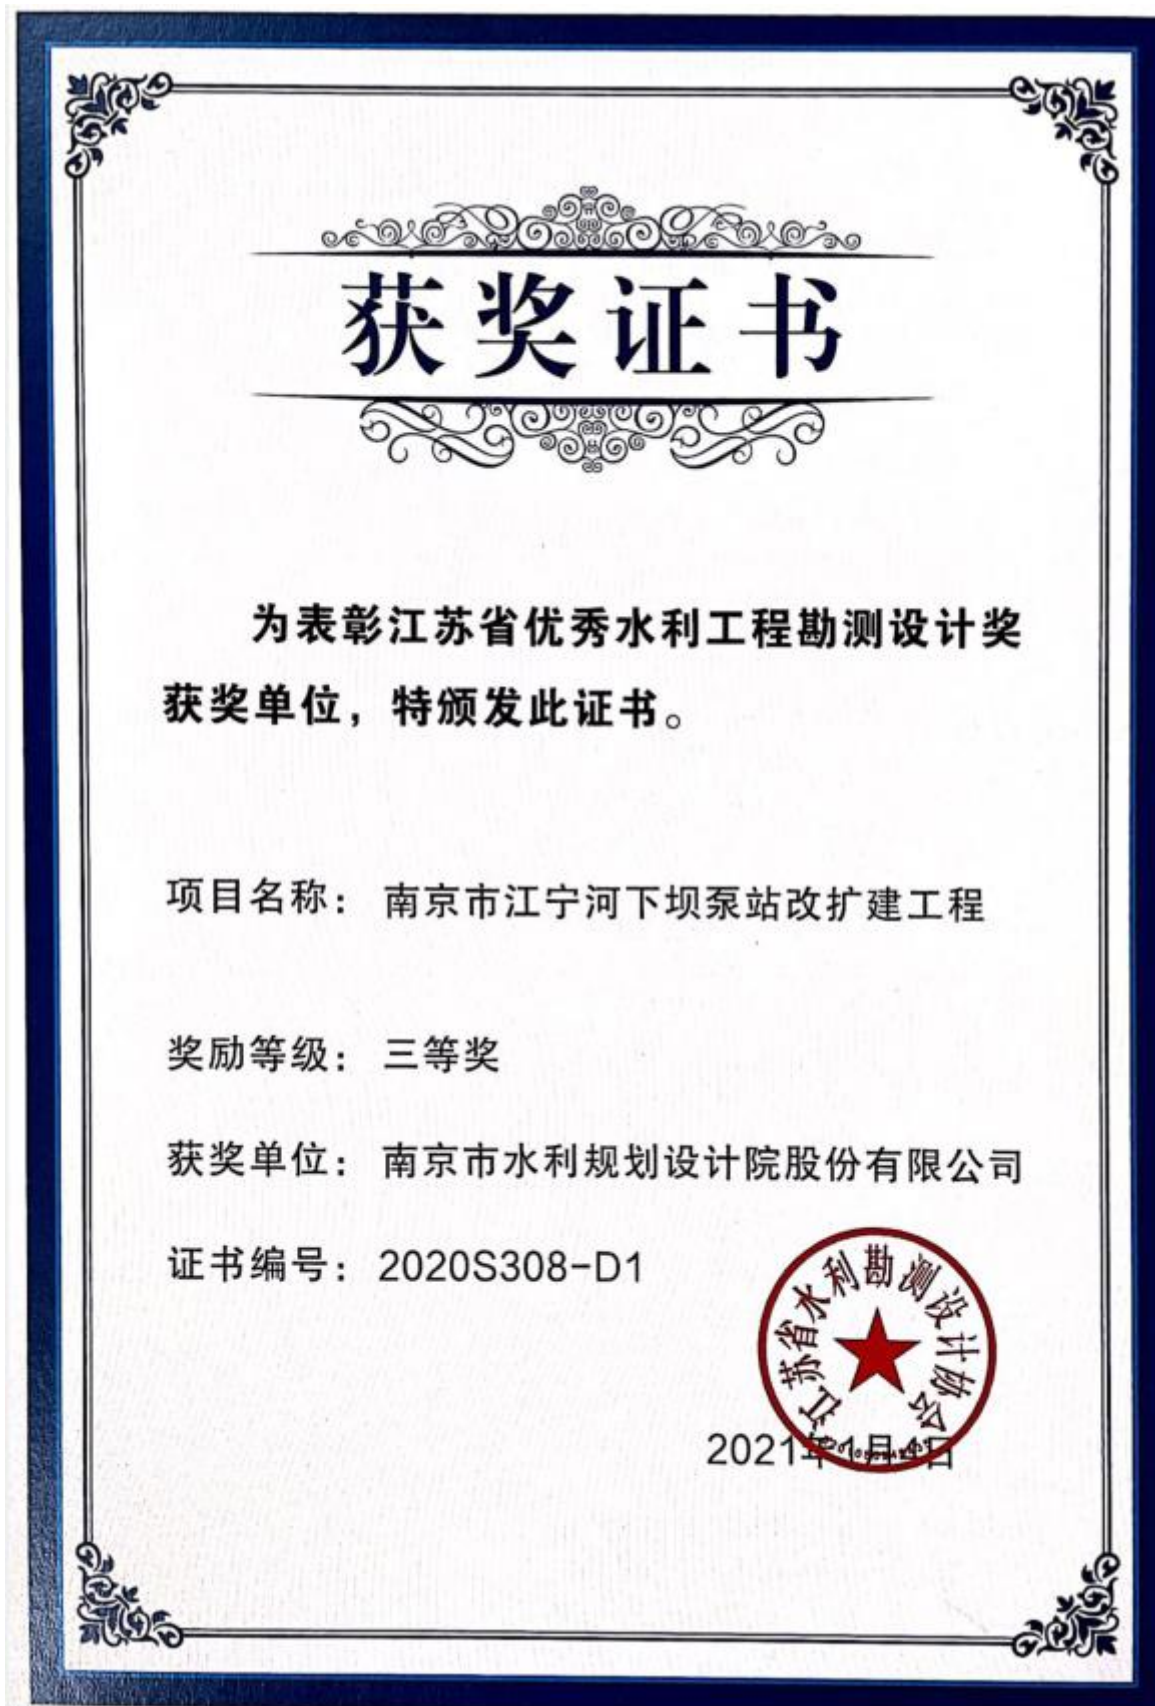 获奖证书
为表彰江苏省优秀水利工程勘测设计奖
获奖单位，特颁发此证书。
项目名称：南京市江宁河下坝泵站改扩建工程
奖励等级：三等奖
获奖单位：南京市水利规划设计院股份有限公司
证书编号：2020S308-D1
江苏省水利勘测设计协会
2021年1月4日